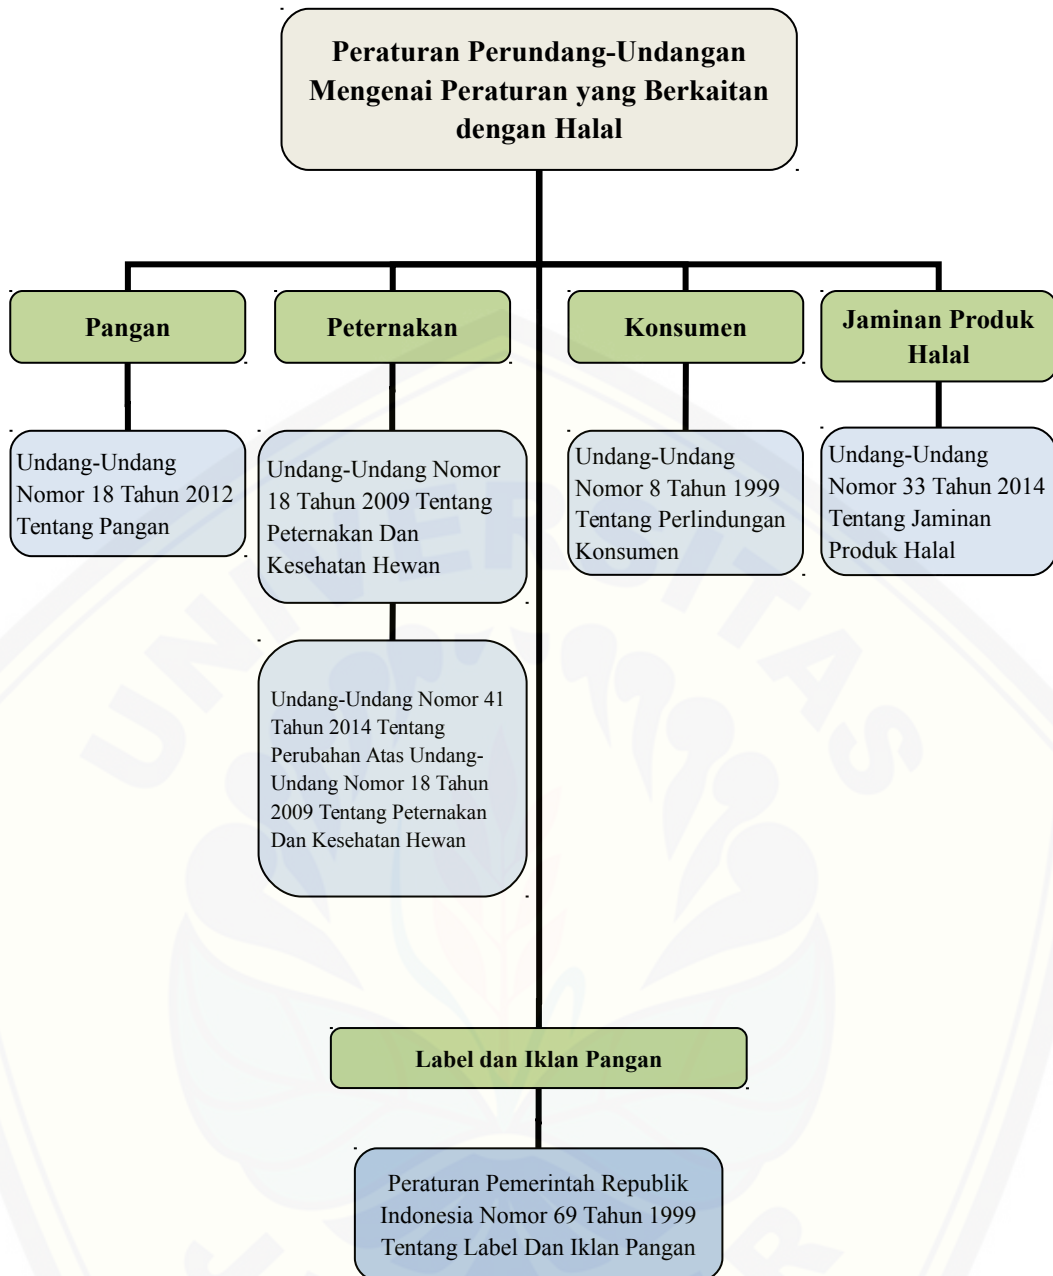 Peraturan Perundang-Undangan
Mengenai Peraturan yang Berkaitan
dengan Halal
Pangan
Peternakan
Konsumen
Jaminan Produk
Halal
Undang-Undang
Nomor 18 Tahun 2012
Tentang Pangan
Undang-Undang Nomor
18 Tahun 2009 Tentang
Peternakan Dan
Kesehatan Hewan
Undang-Undang
Nomor 8 Tahun 1999
Tentang Perlindungan
Konsumen
Undang-Undang
Nomor 33 Tahun 2014
Tentang Jaminan
Produk Halal
Undang-Undang Nomor 41
Tahun 2014 Tentang
Perubahan Atas Undang-
Undang Nomor 18 Tahun
2009 Tentang Peternakan
Dan Kesehatan Hewan
Label dan Iklan Pangan
Peraturan Pemerintah Republik
Indonesia Nomor 69 Tahun 1999
Tentang Label Dan Iklan Pangan
UNIVERSITAS